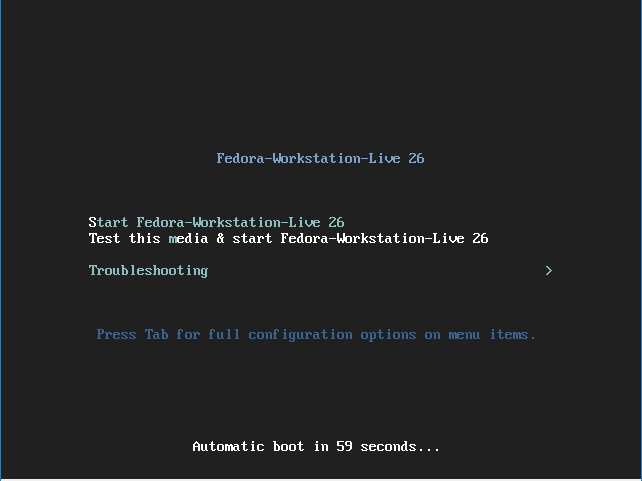 Fedora-Workstation-Live 26
Start Fedora-Workstation-Live 26
Test this media & start Fedora-Workstation-Live 26
Troubleshooting >
Press Tab for full configuration options on menu items.
Automatic boot in 59 seconds...